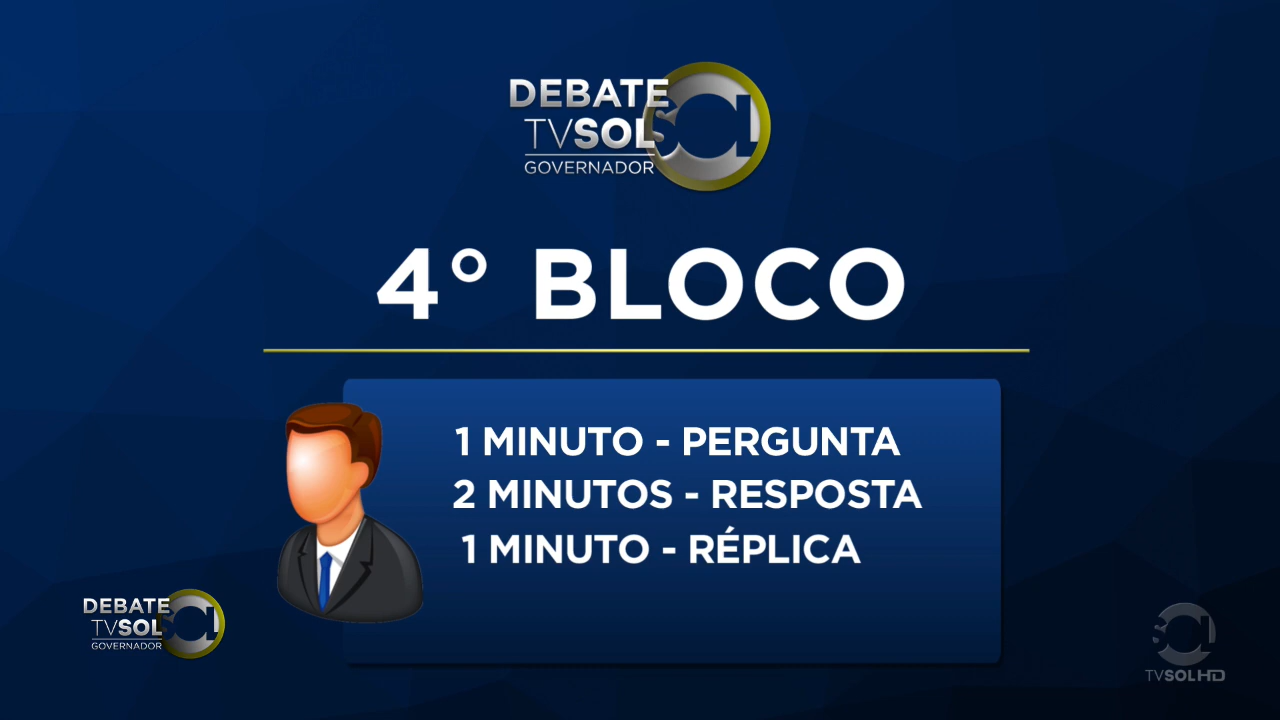 DEBATE
TVSOL
GOVERNADOR
4° BLOCO
1 MINUTO - PERGUNTA
2 MINUTOS - RESPOSTA
1 MINUTO - RÉPLICA
DEBATE
TVSOL
GOVERNADOR
TVSOLHD